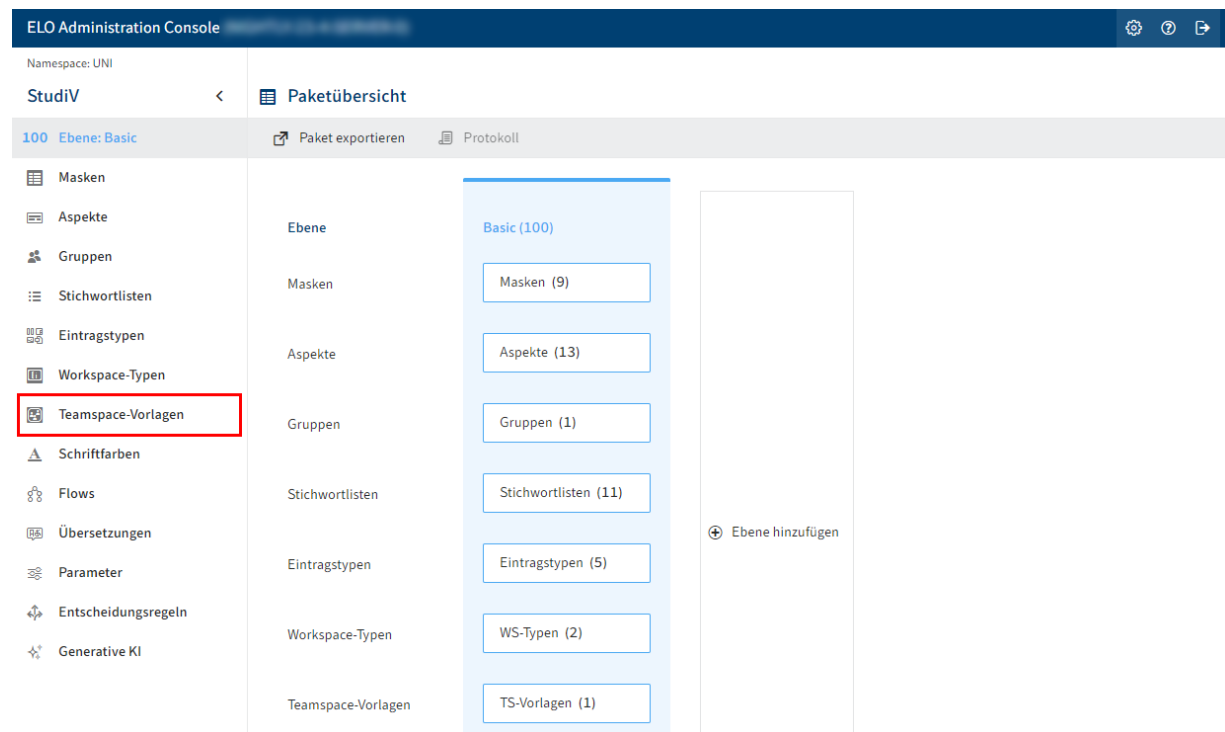 ELO Administration Console
Namespace: UNI
StudiV
100 Ebene: Basic
Masken
Aspekte
Gruppen
Stichwortlisten
Eintragstypen
Workspace-Typen
Teamspace-Vorlagen
Schriftfarben
Flows
Übersetzungen
Parameter
Entscheidungsregeln
Generative KI
Paketübersicht
Paket exportieren Protokoll
Ebene Basic (100)
Masken Masken (9)
Aspekte Aspekte (13)
Gruppen Gruppen (1)
Stichwortlisten Stichwortlisten (11)
Eintragstypen Eintragstypen (5)
Workspace-Typen WS-Typen (2)
Teamspace-Vorlagen TS-Vorlagen (1)
Ebene hinzufügen